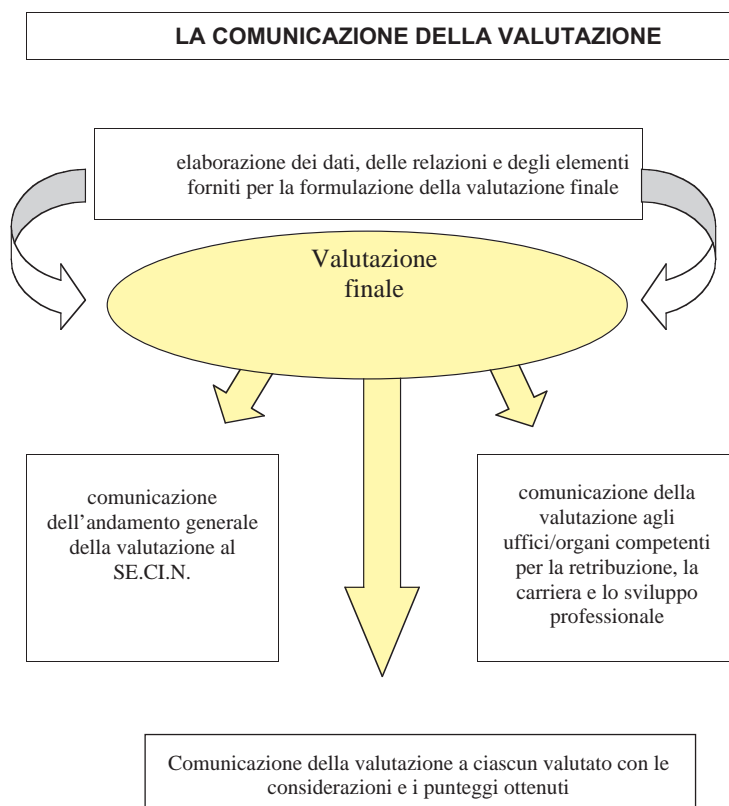 LA COMUNICAZIONE DELLA VALUTAZIONE
elaborazione dei dati, delle relazioni e degli elementi
forniti per la formulazione della valutazione finale
Valutazione
finale
comunicazione
dell'andamento generale
della valutazione al
SE.CI.N.
comunicazione della
valutazione agli
uffici/organi competenti
per la retribuzione, la
carriera e lo sviluppo
professionale
Comunicazione della valutazione a ciascun valutato con le
considerazioni e i punteggi ottenuti